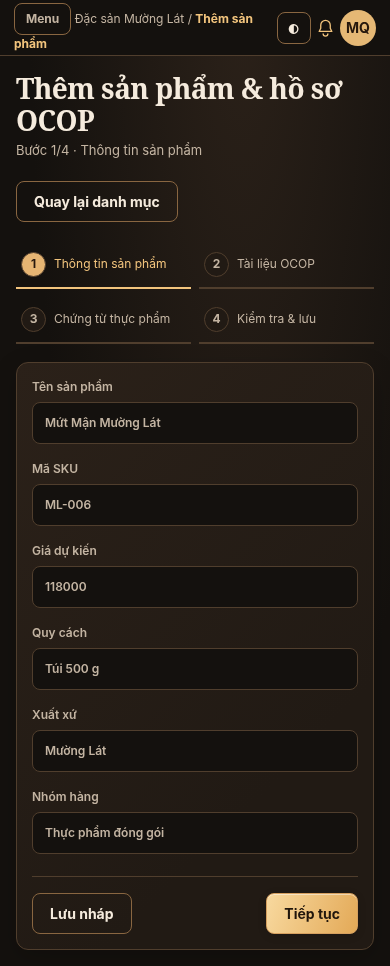 Menu Đặc sản Mường Lát / Thêm sản
phẩm
MQ
Thêm sản phẩm & hồ sơ
OCOP
Bước 1/4 · Thông tin sản phẩm
Quay lại danh mục
1 Thông tin sản phẩm
2 Tài liệu OCOP
3 Chứng từ thực phẩm
4 Kiểm tra & lưu
Tên sản phẩm
Mứt Mận Mường Lát
Mã SKU
ML-006
Giá dự kiến
118000
Quy cách
Túi 500 g
Xuất xứ
Mường Lát
Nhóm hàng
Thực phẩm đóng gói
Lưu nháp
Tiếp tục